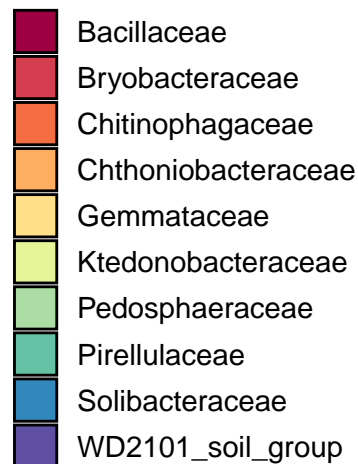 Bacillaceae
Bryobacteraceae
Chitinophagaceae
Chthoniobacteraceae
Gemmataceae
Ktedonobacteraceae
Pedosphaeraceae
Pirellulaceae
Solibacteraceae
WD2101_soil_group